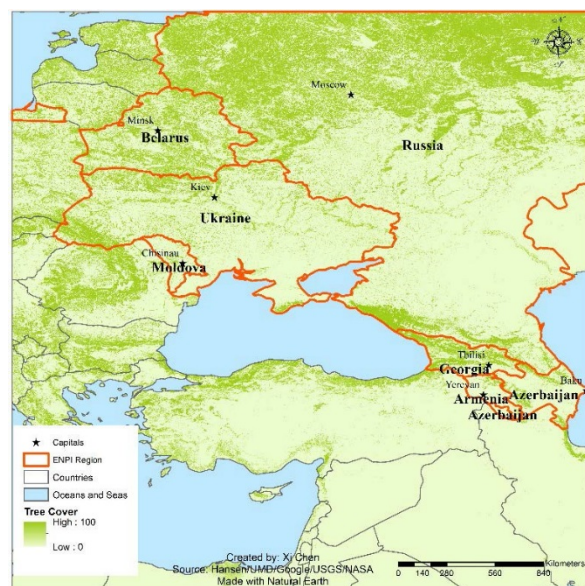 Moscow
Minsk
Belarus
Russia
Kiev
Ukraine
Chisinau
Moldova
Tbilisi
Georgia
Yerevan
Baku
Armenia
Azerbaijan
Azerbaijan
Capitals
ENPI Region
Countries
Oceans and Seas
Tree Cover
High : 100
Low : 0
Created by: Xi Chen
Source: Hansen/UMD/Google/USGS/NASA
Made with Natural Earth
Kilometers
0 140 280 560 840